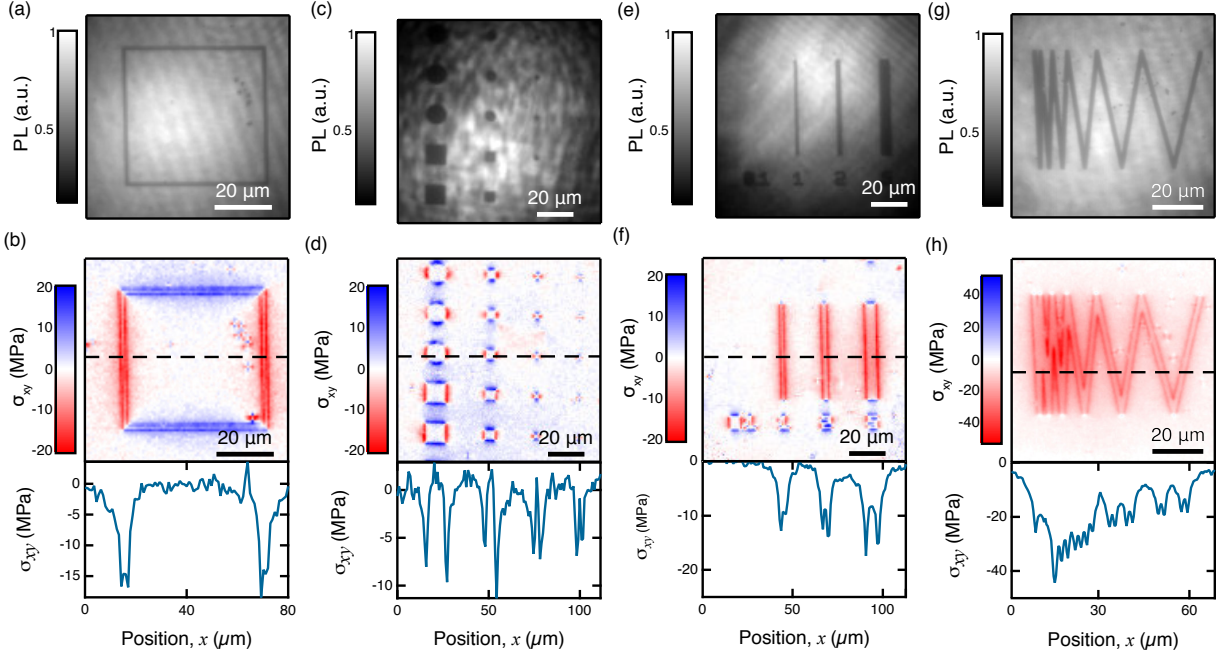 (a)
1
PL (a.u.)
0.5
20 µm
(c)
1
PL (a.u.)
0.5
20 µm
(e)
1
PL (a.u.)
0.5
1
2
20 µm
(g)
1
PL (a.u.)
0.5
20 µm
(b)
20
10
0
-10
-20
σxy (MPa)
20 µm
0
-5
-10
-15
σxy (MPa)
0
40
80
Position, x (µm)
(d)
20
10
0
-10
-20
σxy (MPa)
20 µm
0
-5
-10
σxy (MPa)
0
50
100
Position, x (µm)
(f)
20
10
0
-10
-20
σxy (MPa)
20 µm
0
-10
-20
σxy (MPa)
0
50
100
Position, x (µm)
(h)
40
20
0
-20
-40
σxy (MPa)
20 µm
0
-20
-40
σxy (MPa)
0
30
60
Position, x (µm)